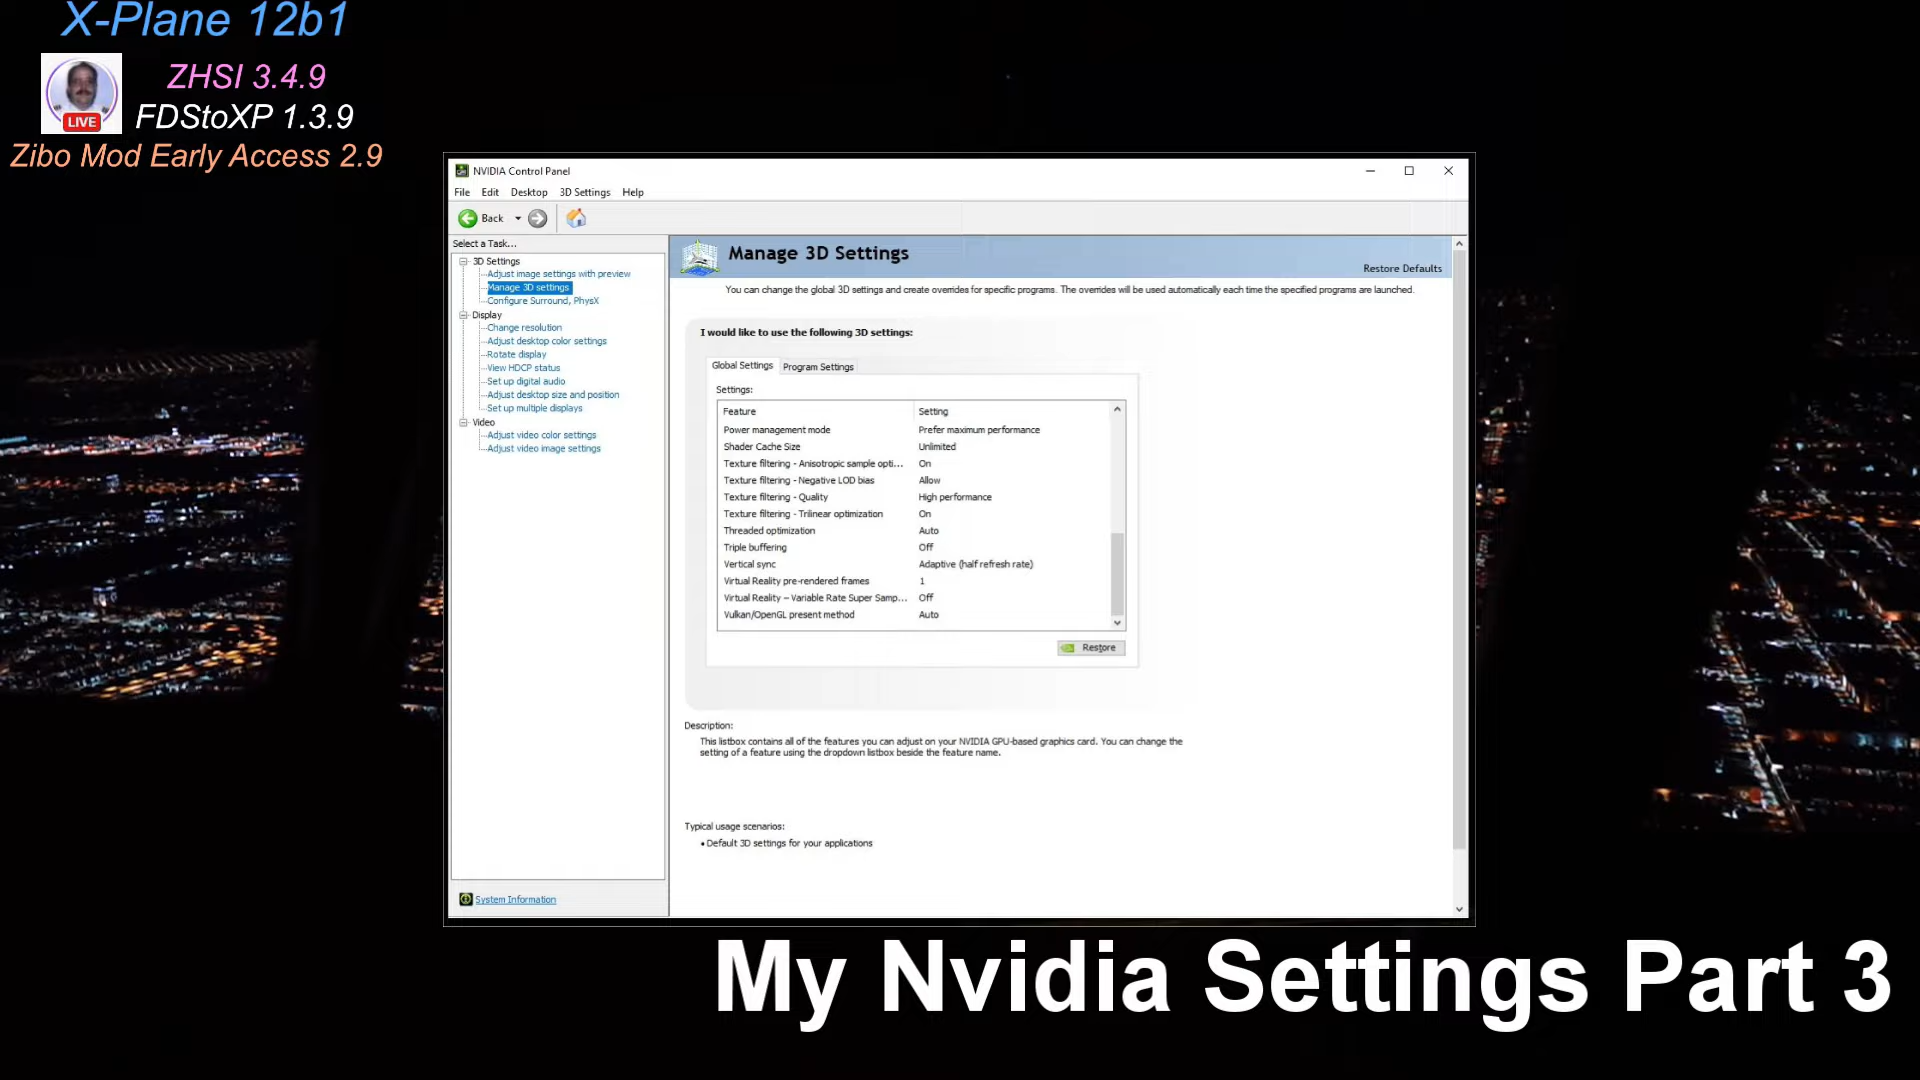 X-Plane 12b1
ZHSI 3.4.9
LIVE
FDStoXP 1.3.9
Zibo Mod Early Access 2.9
NVIDIA Control Panel
File Edit Desktop 3D Settings Help
Back
Select a Task...
3D Settings
Adjust image settings with preview
Manage 3D settings
Configure Surround, PhysX
Display
Change resolution
Adjust desktop color settings
Rotate display
View HDCP status
Set up digital audio
Adjust desktop size and position
Set up multiple displays
Video
Adjust video color settings
Adjust video image settings
System Information
Manage 3D Settings
Restore Defaults
You can change the global 3D settings and create overrides for specific programs. The overrides will be used automatically each time the specified programs are launched.
I would like to use the following 3D settings:
Global Settings Program Settings
Settings:
Feature Setting
Power management mode Prefer maximum performance
Shader Cache Size Unlimited
Texture filtering - Anisotropic sample opti... On
Texture filtering - Negative LOD bias Allow
Texture filtering - Quality High performance
Texture filtering - Trilinear optimization On
Threaded optimization Auto
Triple buffering Off
Vertical sync Adaptive (half refresh rate)
Virtual Reality pre-rendered frames 1
Virtual Reality – Variable Rate Super Samp... Off
Vulkan/OpenGL present method Auto
Restore
Description:
This listbox contains all of the features you can adjust on your NVIDIA GPU-based graphics card. You can change the
setting of a feature using the dropdown listbox beside the feature name.
Typical usage scenarios:
• Default 3D settings for your applications
My Nvidia Settings Part 3